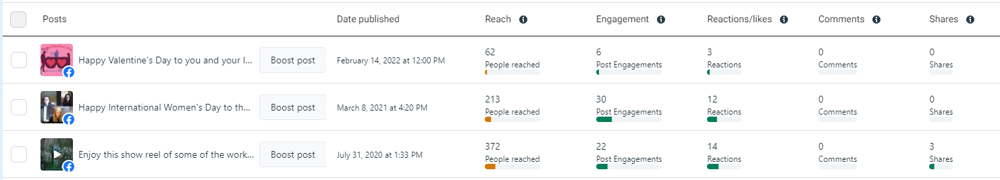 Posts Date published Reach Engagement Reactions/likes Comments Shares
Happy Valentine's Day to you and your l... Boost post February 14, 2022 at 12:00 PM 62 6 3 0 0
People reached Post Engagements Reactions Comments Shares
Happy International Women's Day to th... Boost post March 8, 2021 at 4:20 PM 213 30 12 0 0
People reached Post Engagements Reactions Comments Shares
Enjoy this show reel of some of the work... Boost post July 31, 2020 at 1:33 PM 372 22 14 0 3
People reached Post Engagements Reactions Comments Shares